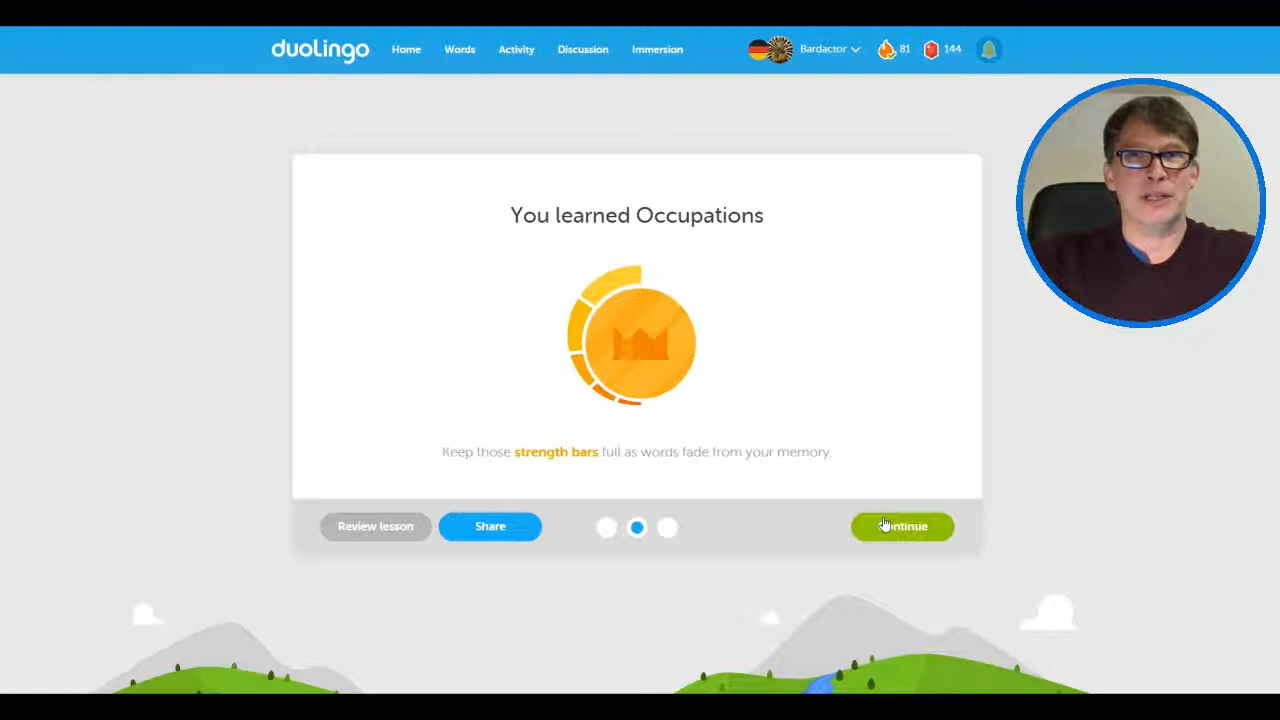 duolingo Home Words Activity Discussion Immersion Bardactor 81 144
You learned Occupations
Keep those strength bars full as words fade from your memory.
Review lesson Share Continue